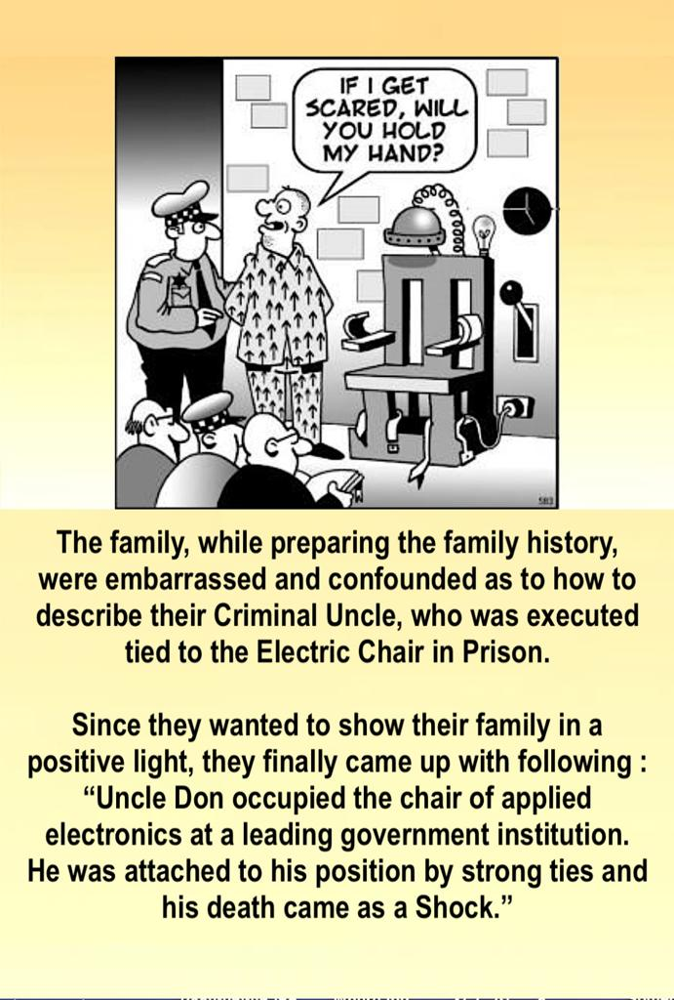 IF I GET
SCARED, WILL
YOU HOLD
MY HAND?
The family, while preparing the family history,
were embarrassed and confounded as to how to
describe their Criminal Uncle, who was executed
tied to the Electric Chair in Prison.
Since they wanted to show their family in a
positive light, they finally came up with following :
“Uncle Don occupied the chair of applied
electronics at a leading government institution.
He was attached to his position by strong ties and
his death came as a Shock.”